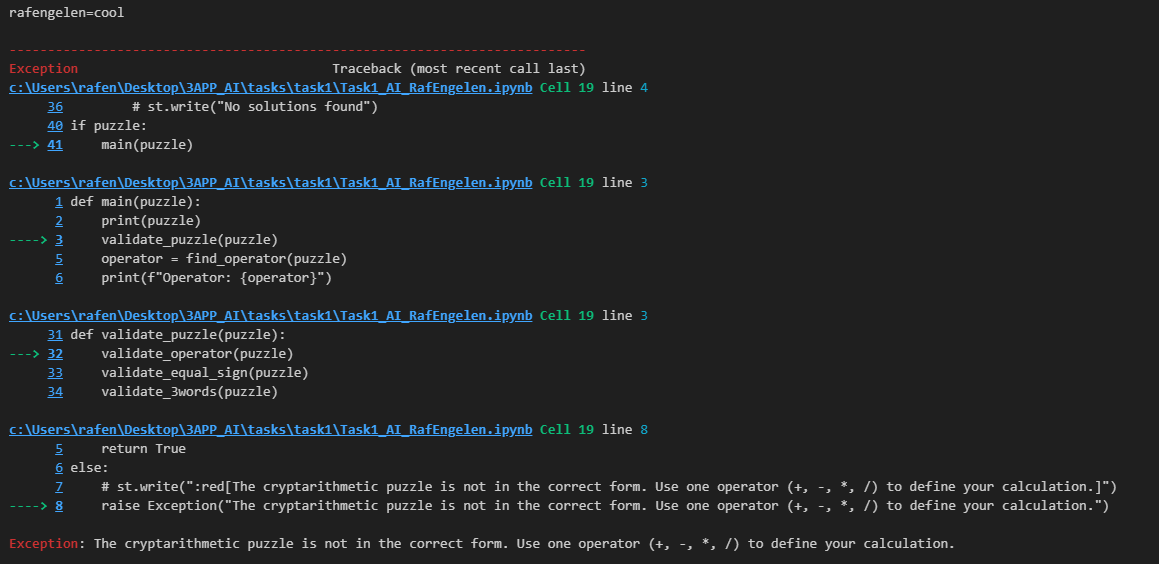 rafengelen=cool
---------------------------------------------------------------------------
Exception                                 Traceback (most recent call last)
c:\Users\rafen\Desktop\3APP_AI\tasks\task1\Task1_AI_RafEngelen.ipynb Cell 19 line 4
     36         # st.write("No solutions found")
     40 if puzzle:
---> 41     main(puzzle)
c:\Users\rafen\Desktop\3APP_AI\tasks\task1\Task1_AI_RafEngelen.ipynb Cell 19 line 3
      1 def main(puzzle):
      2     print(puzzle)
----> 3     validate_puzzle(puzzle)
      5     operator = find_operator(puzzle)
      6     print(f"Operator: {operator}")
c:\Users\rafen\Desktop\3APP_AI\tasks\task1\Task1_AI_RafEngelen.ipynb Cell 19 line 3
     31 def validate_puzzle(puzzle):
---> 32     validate_operator(puzzle)
     33     validate_equal_sign(puzzle)
     34     validate_3words(puzzle)
c:\Users\rafen\Desktop\3APP_AI\tasks\task1\Task1_AI_RafEngelen.ipynb Cell 19 line 8
      5     return True
      6 else:
      7     # st.write(":red[The cryptarithmetic puzzle is not in the correct form. Use one operator (+, -, *, /) to define your calculation.]")
----> 8     raise Exception("The cryptarithmetic puzzle is not in the correct form. Use one operator (+, -, *, /) to define your calculation.")
Exception: The cryptarithmetic puzzle is not in the correct form. Use one operator (+, -, *, /) to define your calculation.